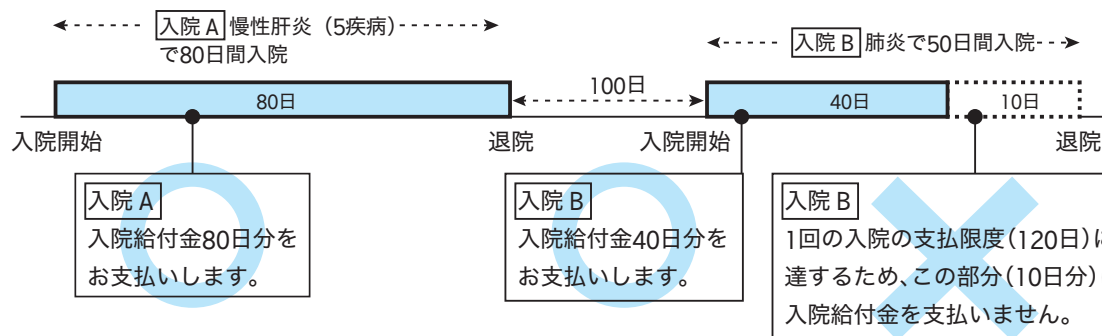 入院 A 慢性肝炎（5疾病）
で80日間入院
入院 B 肺炎で50日間入院
80日
100日
40日
10日
入院開始
退院
入院開始
退院
入院 A
入院給付金80日分を
お支払いします。
入院 B
入院給付金40日分を
お支払いします。
入院 B
1回の入院の支払限度（120日）に
達するため、この部分（10日分）
入院給付金を支払いません。